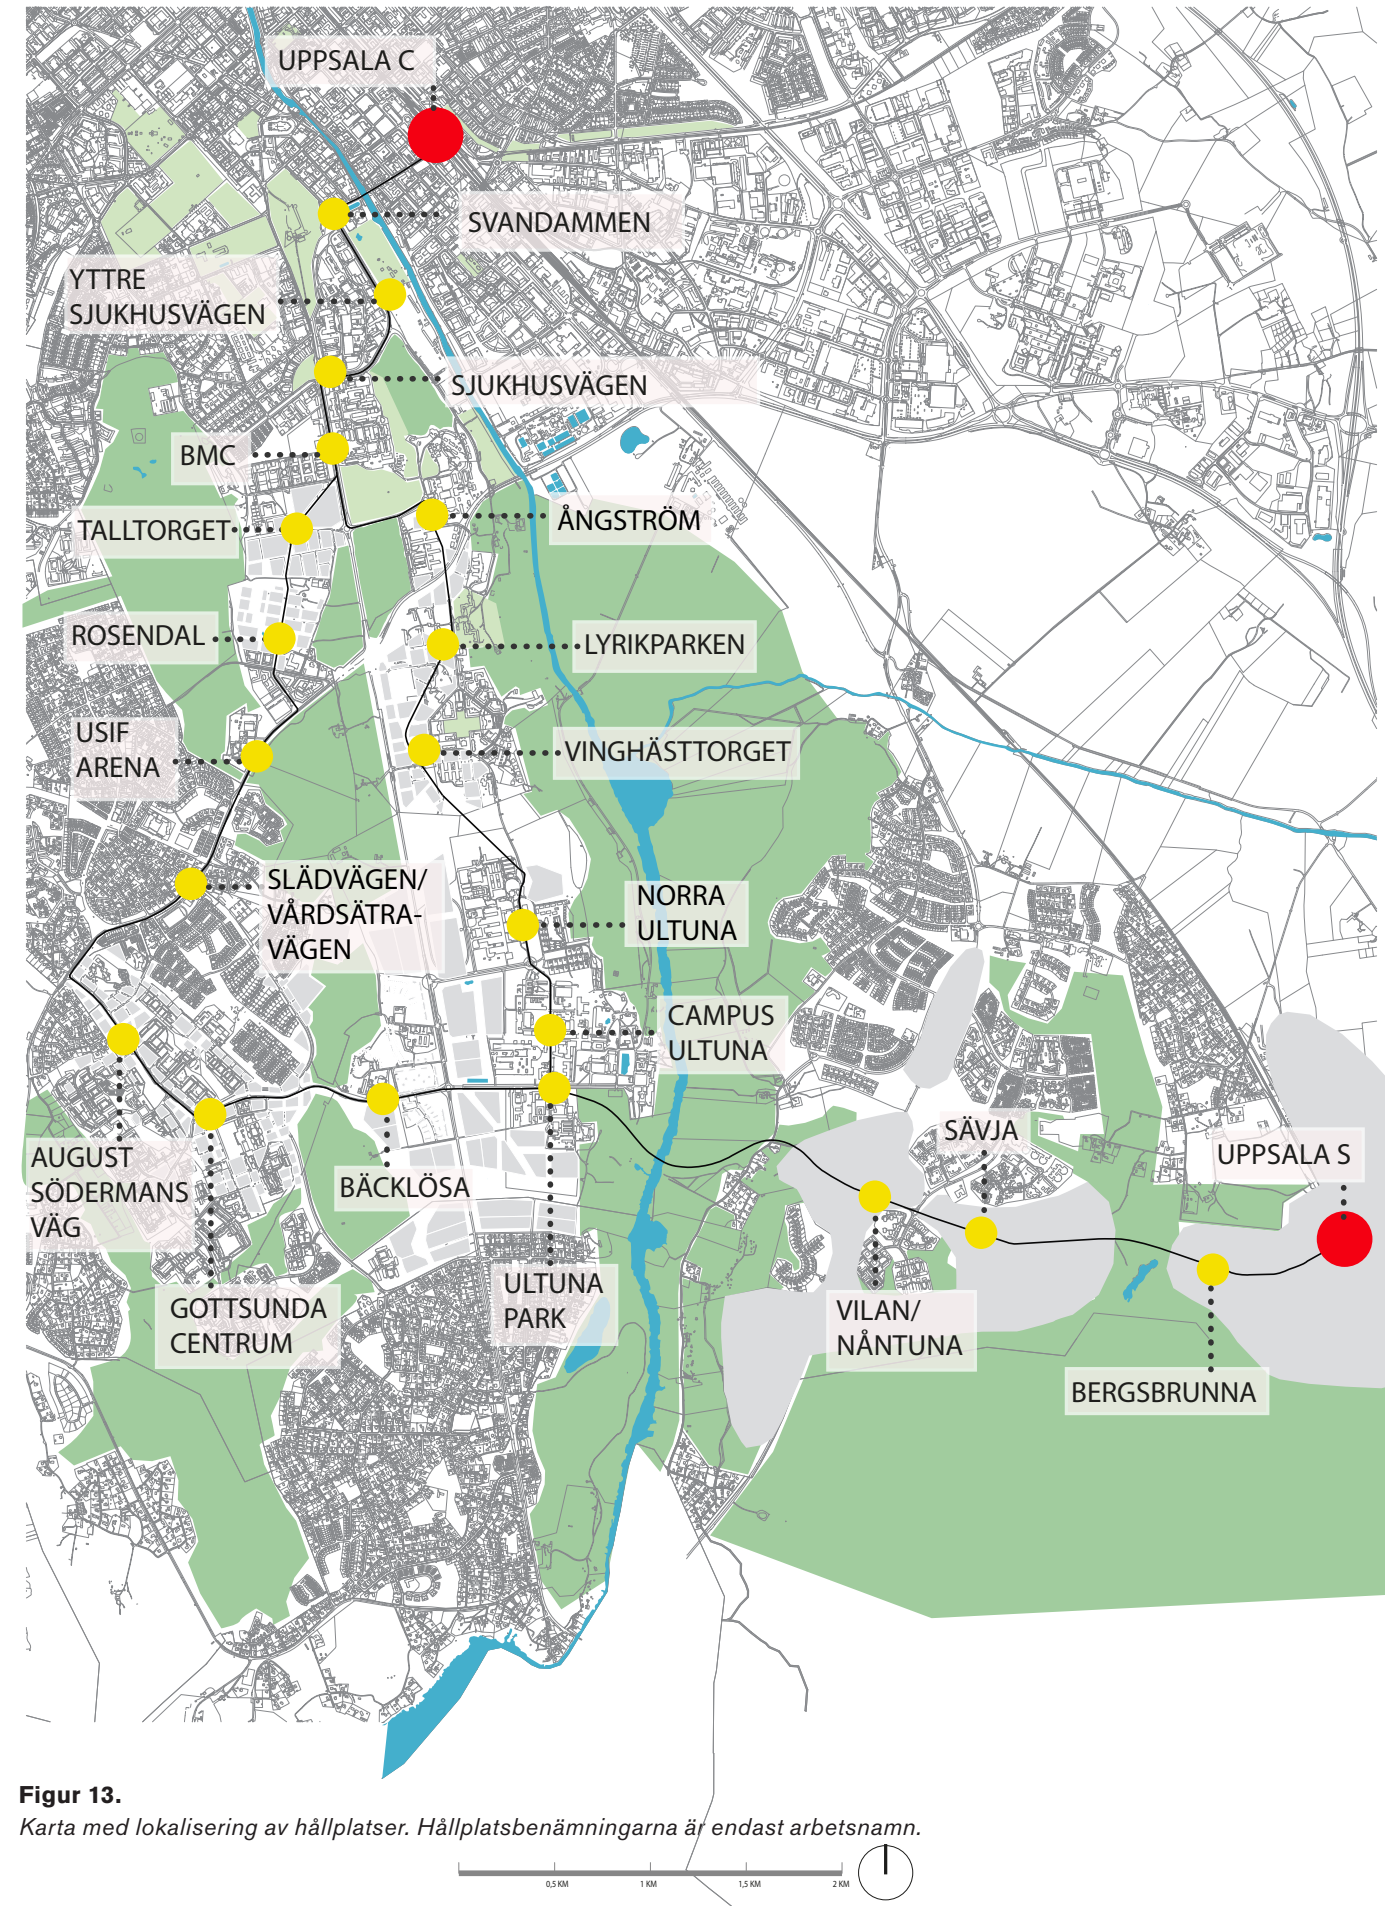 UPPSALA C
SVANDAMMEN
YTTRE
SJUKHUSVÄGEN
SJUKHUSVÄGEN
BMC
TALLTORGET
ÅNGSTRÖM
ROSENDAL
LYRIKPARKEN
USIF
ARENA
VINGHÄSTTORGET
SLÄDVÄGEN/
VÅRDSÄTRA-
VÄGEN
NORRA
ULTUNA
CAMPUS
ULTUNA
SÄVJA
UPPSALA S
AUGUST
SÖDERMANS
VÄG
BÄCKLÖSA
GOTTSUNDA
CENTRUM
ULTUNA
PARK
VILAN/
NÅNTUNA
BERGSBRUNNA
Figur 13.
Karta med lokalisering av hållplatser. Hållplatsbenämningarna är endast arbetsnamn.
0,5 KM 1 KM 1,5 KM 2 KM